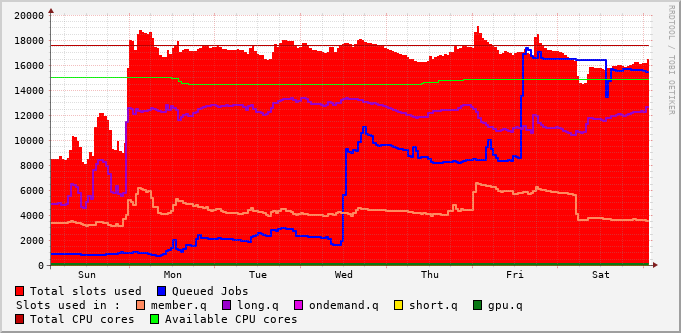 20000
18000
16000
14000
12000
10000
8000
6000
4000
2000
0
Sun Mon Tue Wed Thu Fri Sat
RRDTOOL / TOBI OETIKER
Total slots used Queued Jobs
Slots used in : member.q long.q ondemand.q short.q gpu.q
Total CPU cores Available CPU cores